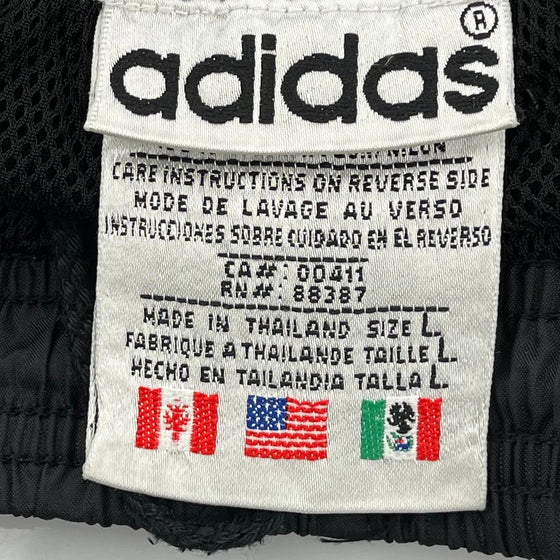 adidas ®
NILON
CARE INSTRUCTIONS ON REVERSE SIDE
MODE DE LAVAGE AU VERSO
INSTRUCCIONES SOBRE CUIDADO EN EL REVERSO
CA#: 00411
RN#: 88387
MADE IN THAILAND SIZE L
FABRIQUE A THAILANDE TAILLE L
HECHO EN TAILANDIA TALLA L